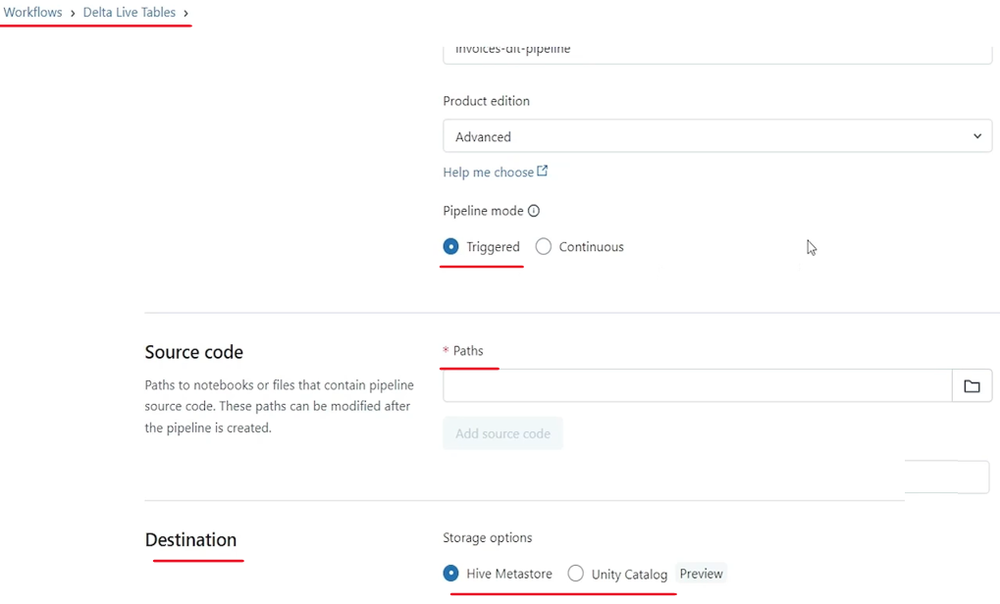 Workflows › Delta Live Tables ›
invoices-dlt-pipeline
Product edition
Advanced
Help me choose
Pipeline mode
Triggered Continuous
Source code
Paths to notebooks or files that contain pipeline
source code. These paths can be modified after
the pipeline is created.
* Paths
Add source code
Destination
Storage options
Hive Metastore Unity Catalog Preview